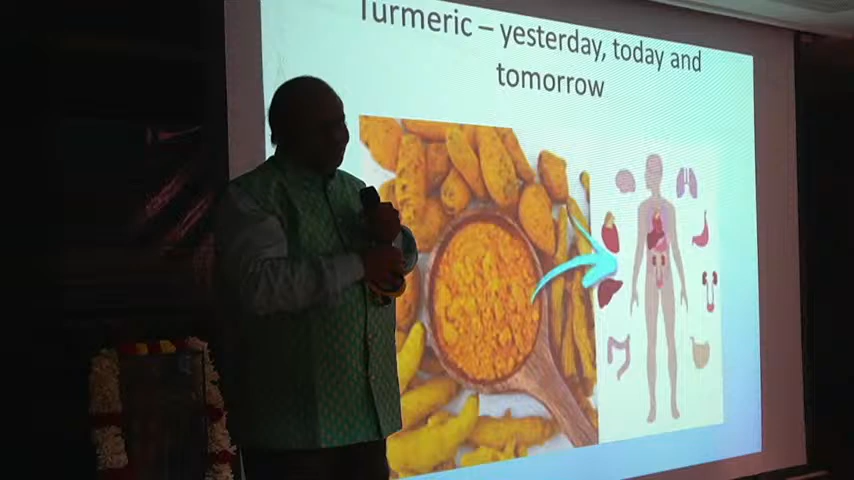 Turmeric – yesterday, today and
tomorrow